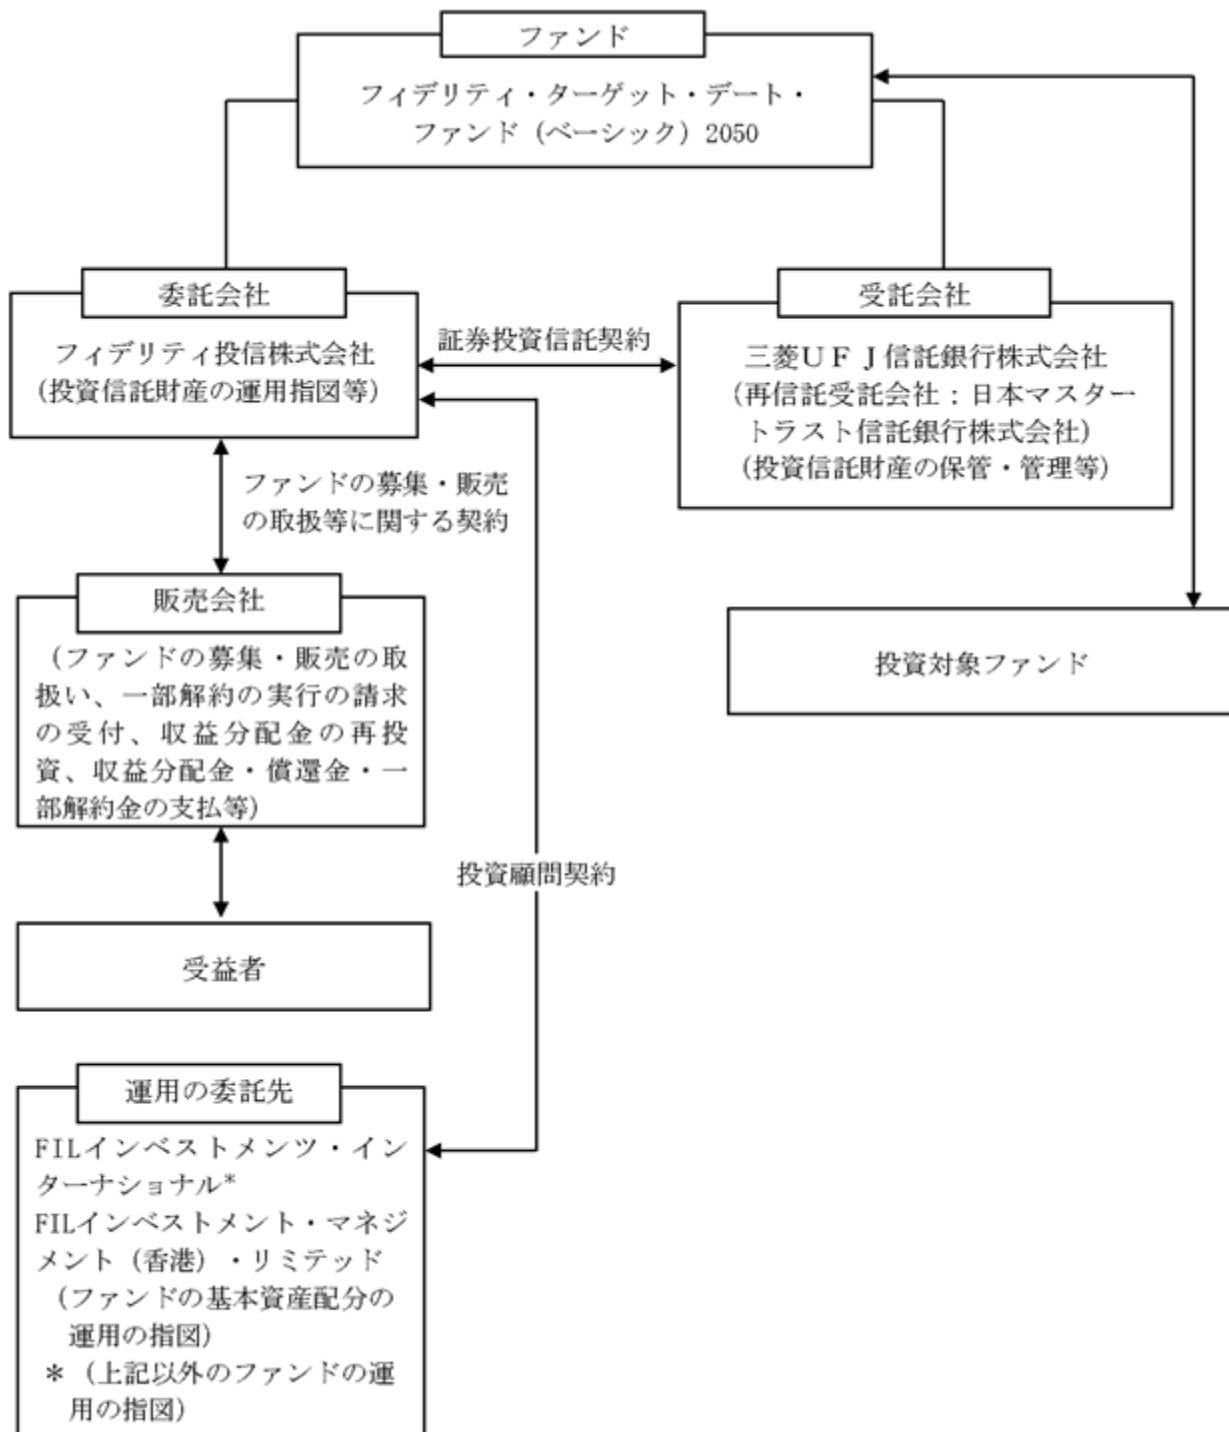 ファンド
フィデリティ・ターゲット・デート・
ファンド（ベーシック）2050
委託会社
フィデリティ投信株式会社
（投資信託財産の運用指図等）
証券投資信託契約
受託会社
三菱ＵＦＪ信託銀行株式会社
（再信託受託会社：日本マスター
トラスト信託銀行株式会社）
（投資信託財産の保管・管理等）
ファンドの募集・販売
の取扱等に関する契約
販売会社
（ファンドの募集・販売の取
扱い、一部解約の実行の請求
の受付、収益分配金の再投
資、収益分配金・償還金・一
部解約金の支払等）
投資対象ファンド
投資顧問契約
受益者
運用の委託先
FILインベストメンツ・イン
ターナショナル*
FILインベストメント・マネジ
メント（香港）・リミテッド
（ファンドの基本資産配分の
運用の指図）
＊（上記以外のファンドの運
用の指図）